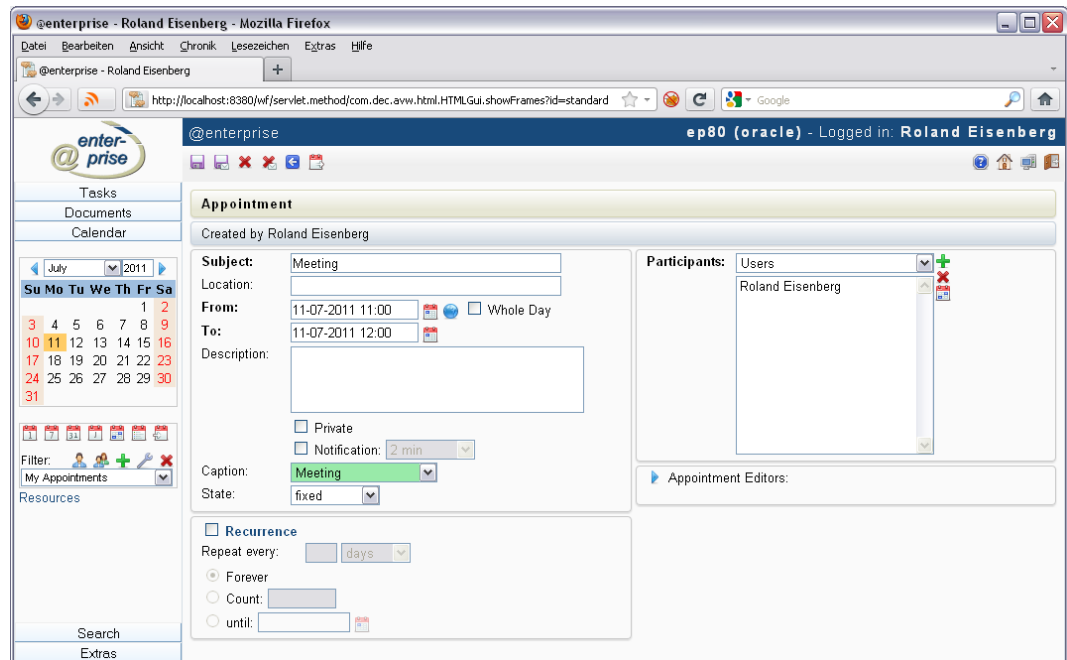 @enterprise - Roland Eisenberg - Mozilla Firefox
Datei Bearbeiten Ansicht Chronik Lesezeichen Extras Hilfe
@enterprise - Roland Eisenberg +
http://localhost:8380/wf/servlet.method/com.dec.avw.html.HTMLGui.showFrames?id=standard Google
enter-
@ prise
@enterprise ep80 (oracle) - Logged in: Roland Eisenberg
Tasks
Documents
Calendar
July 2011
Su Mo Tu We Th Fr Sa
1 2
3 4 5 6 7 8 9
10 11 12 13 14 15 16
17 18 19 20 21 22 23
24 25 26 27 28 29 30
31
Filter:
My Appointments
Resources
Search
Extras
Appointment
Created by Roland Eisenberg
Subject: Meeting
Location:
From: 11-07-2011 11:00 Whole Day
To: 11-07-2011 12:00
Description:
Private
Notification: 2 min
Caption: Meeting
State: fixed
Recurrence
Repeat every: days
Forever
Count:
until:
Participants: Users
Roland Eisenberg
Appointment Editors: